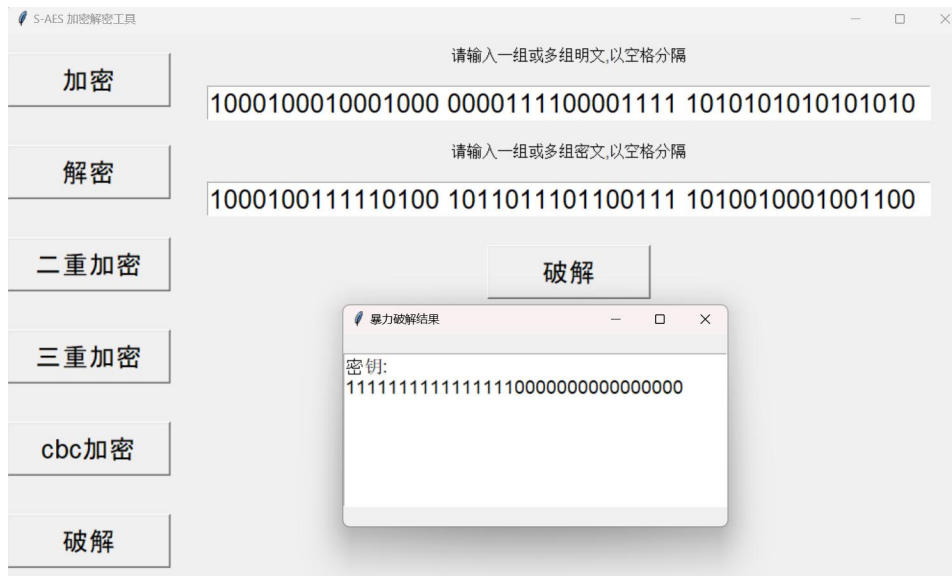 S-AES 加密解密工具
加密
请输入一组或多组明文,以空格分隔
1000100010001000 0000111100001111 1010101010101010
解密
请输入一组或多组密文,以空格分隔
1000100111110100 1011011101100111 1010010001001100
二重加密
破解
暴力破解结果
密钥:
11111111111111110000000000000000
三重加密
cbc加密
破解